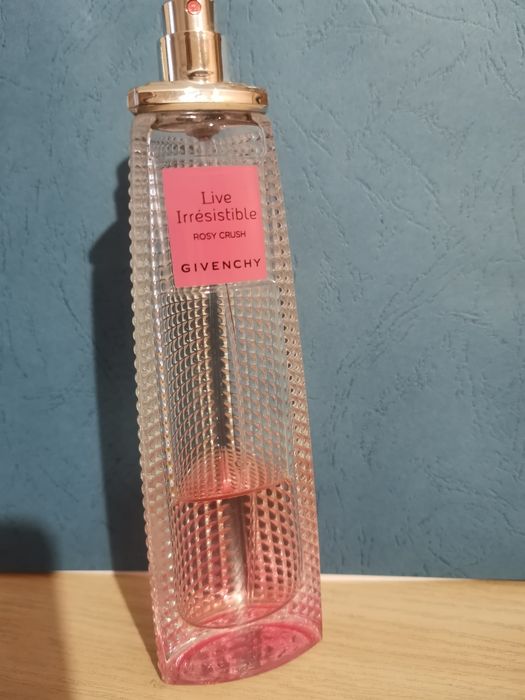 Live
Irrésistible
ROSY CRUSH
GIVENCHY